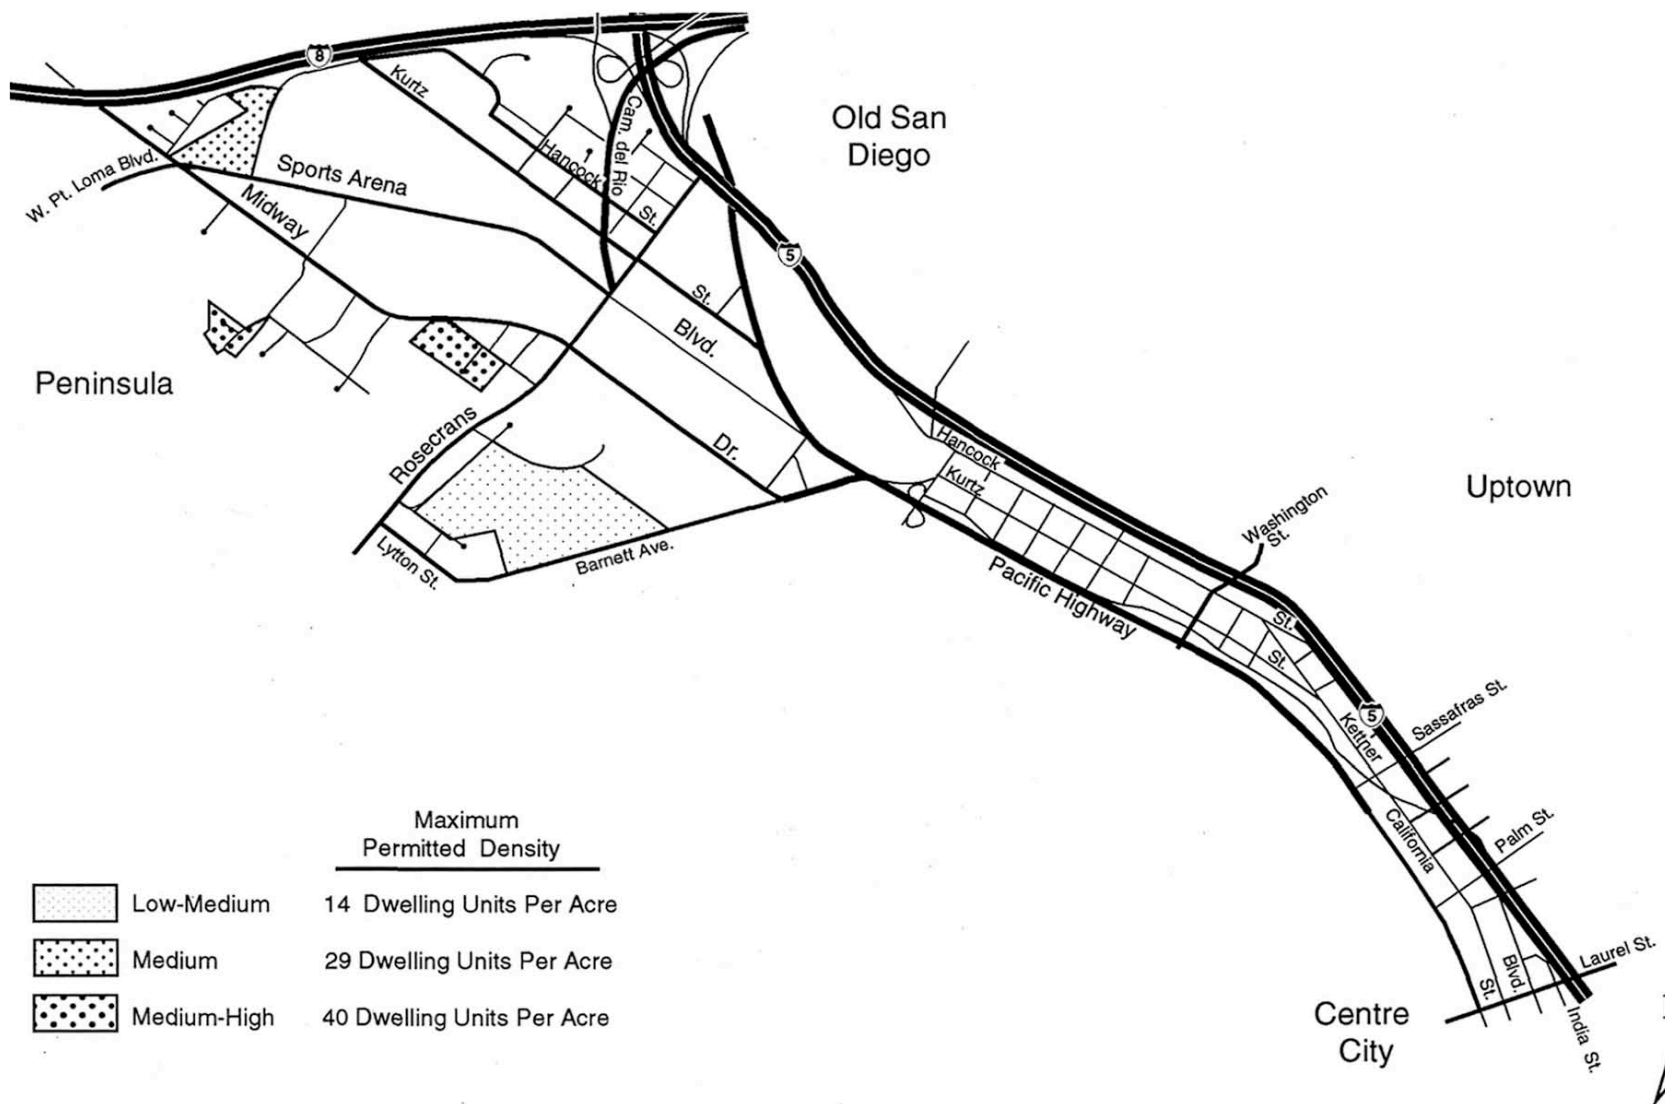 8
Kurtz
Cam. del Rio
Old San
Diego
Hancock
St.
W. Pt. Loma Blvd.
Sports Arena
Midway
5
St.
Blvd.
Peninsula
Rosecrans
Dr.
Hancock
Kurtz
Uptown
Washington
St.
Lytton St.
Barnett Ave.
Pacific Highway
St.
St.
5
Kettner
Sassafras St.
California
Palm St.
Maximum
Permitted Density
Low-Medium 14 Dwelling Units Per Acre
Medium 29 Dwelling Units Per Acre
Medium-High 40 Dwelling Units Per Acre
Laurel St.
Blvd.
St.
Centre
City
India St.